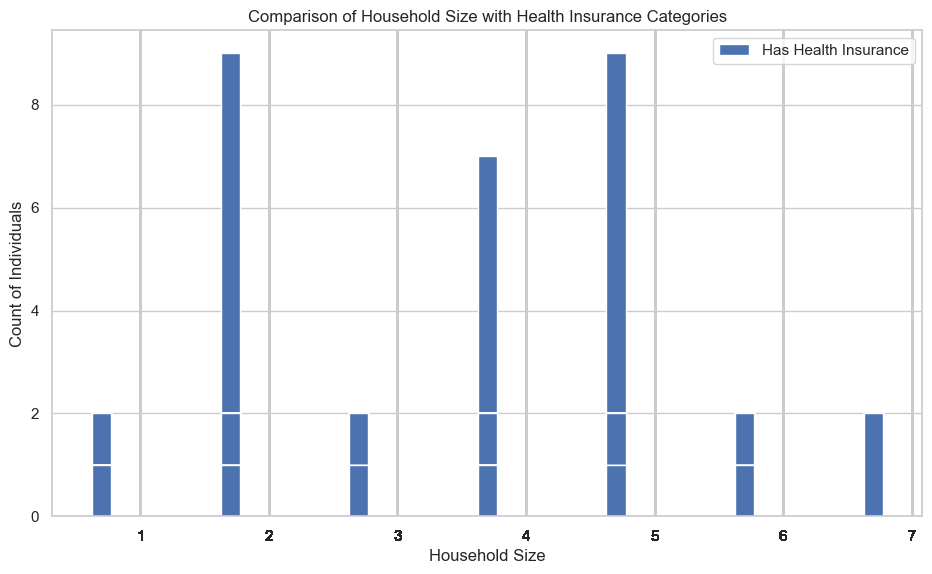 Comparison of Household Size with Health Insurance Categories
Has Health Insurance
Count of Individuals
8
6
4
2
0
1 2 3 4 5 6 7
Household Size